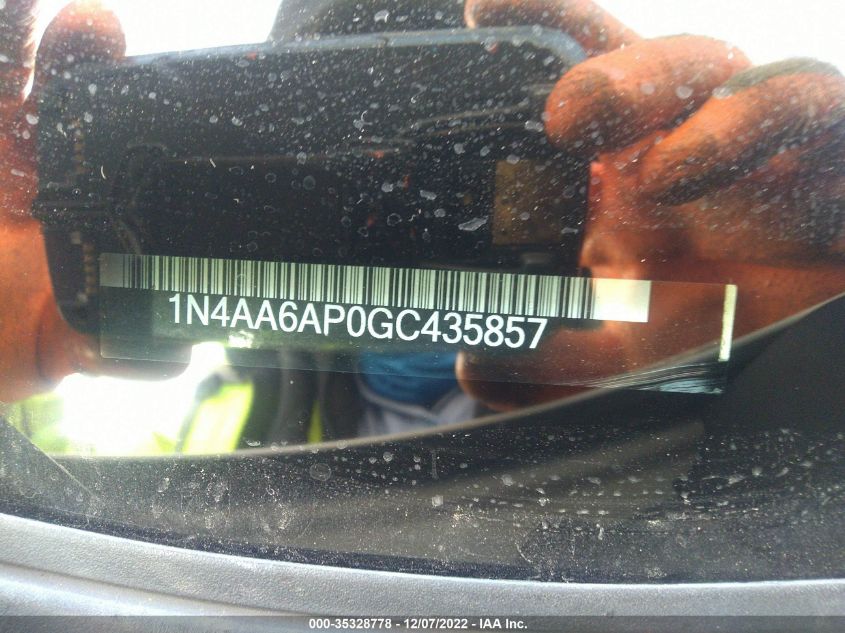 1N4AA6AP0GC435857
000-35328778 - 12/07/2022 - IAA Inc.